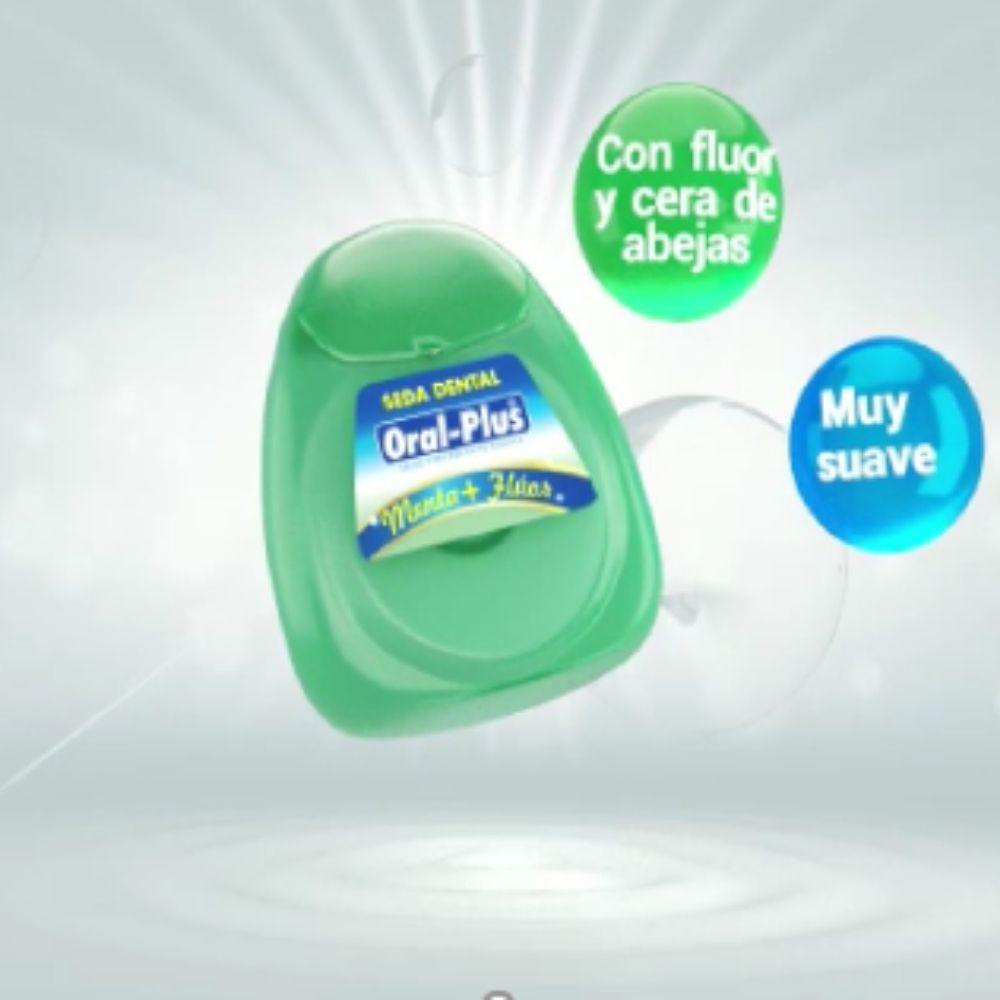 Con fluor
y cera de
abejas
Muy
suave
SEDA DENTAL
Oral-Plus
Menta + Flúor